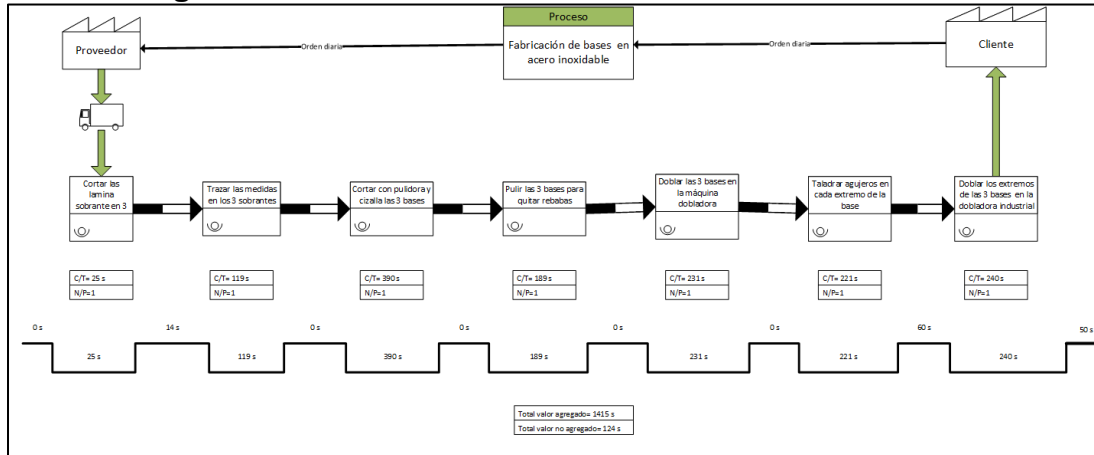 Proceso
Proveedor
Orden diaria
Fabricación de bases en
acero inoxidable
Orden diaria
Cliente
Cortar las
lamina
sobrante en 3
Trazar las medidas
en los 3 sobrantes
Cortar con pulidora y
cizalla las 3 bases
Pulir las 3 bases para
quitar rebabas
Doblar las 3 bases en
la máquina
dobladora
Taladrar agujeros en
cada extremo de la
base
Doblar los extremos
de las 3 bases en la
dobladora industrial
C/T= 25 s
N/P=1
C/T= 119 s
N/P=1
C/T= 390 s
N/P=1
C/T= 189 s
N/P=1
C/T= 231 s
N/P=1
C/T= 221 s
N/P=1
C/T= 240 s
N/P=1
0 s
14 s
0 s
0 s
0 s
0 s
60 s
50 s
25 s
119 s
390 s
189 s
231 s
221 s
240 s
Total valor agregado= 1415 s
Total valor no agregado= 124 s